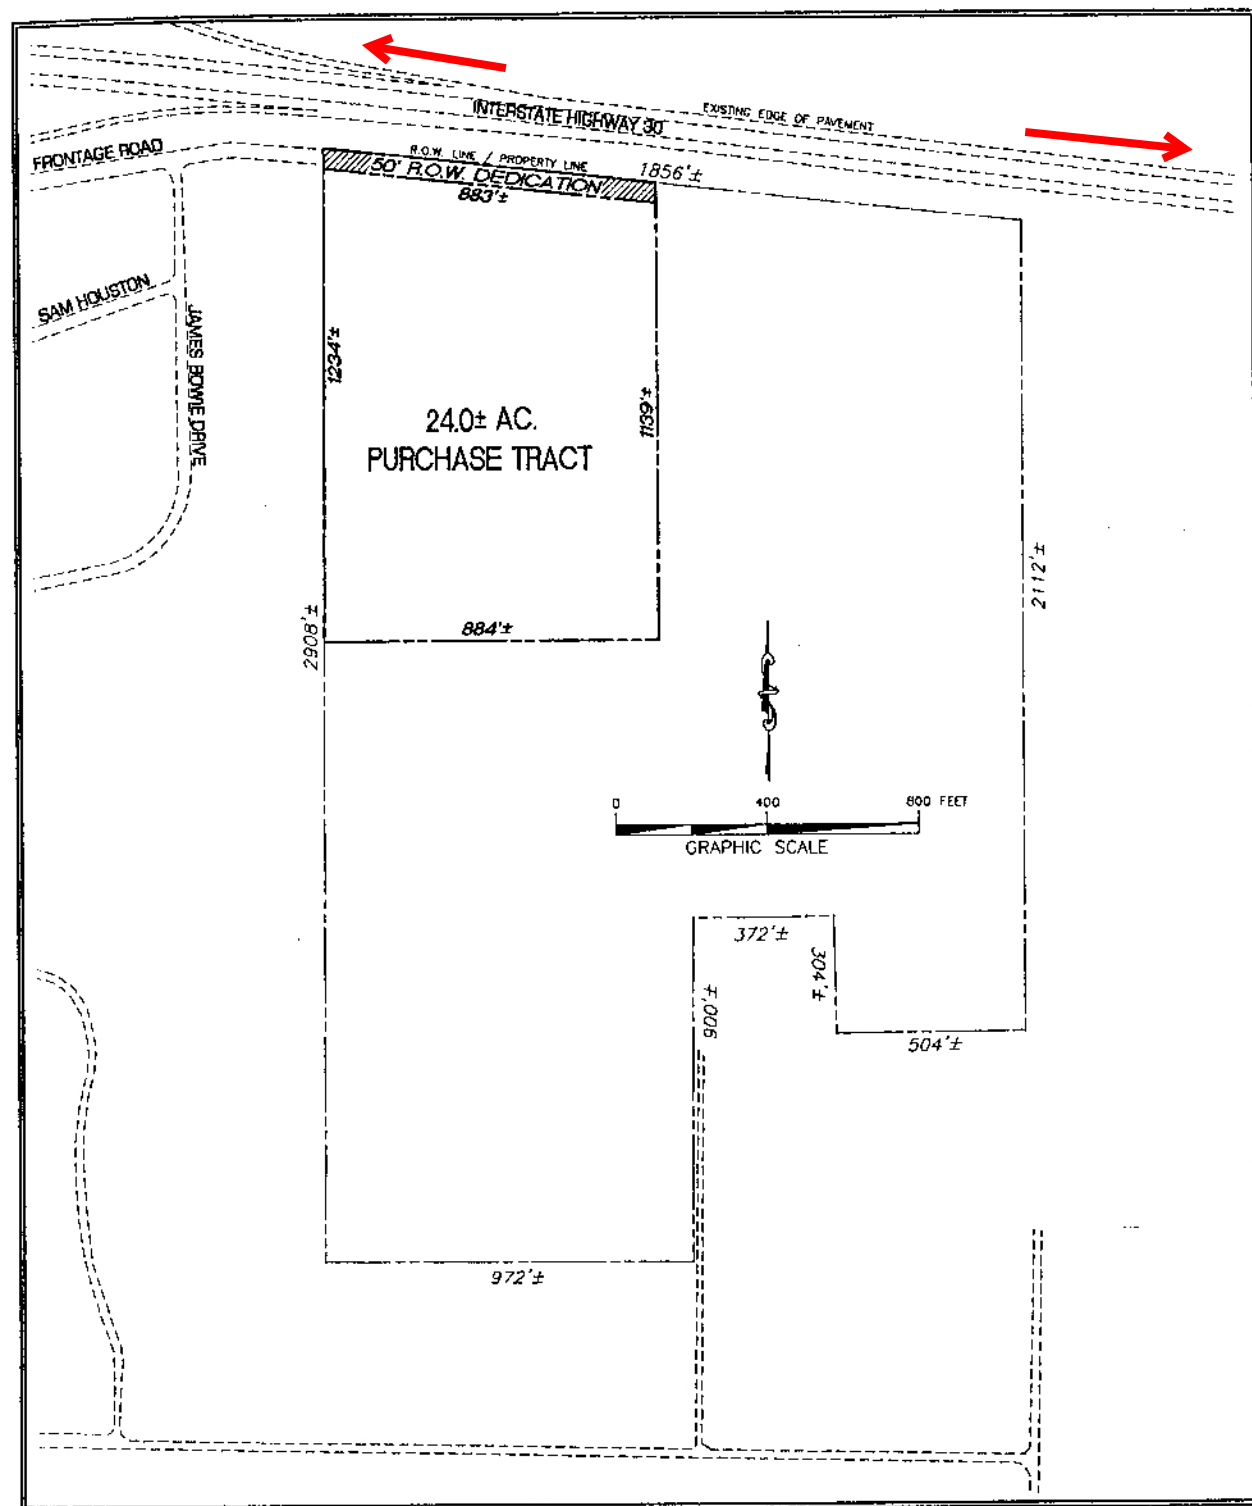 INTERSTATE HIGHWAY 30
EXISTING EDGE OF PAVEMENT
FRONTAGE ROAD
R.O.W. LINE / PROPERTY LINE
1856'±
50' R.O.W. DEDICATION
883'±
SAM HOUSTON
JAMES BOWIE DRIVE
1234'±
1139'±
24.0± AC.
PURCHASE TRACT
2112'±
2908'±
884'±
0 400 800 FEET
GRAPHIC SCALE
372'±
304'±
900'±
504'±
972'±